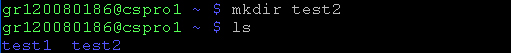 gr120080186@cspro1 ~ $ mkdir test2
gr120080186@cspro1 ~ $ ls
test1  test2